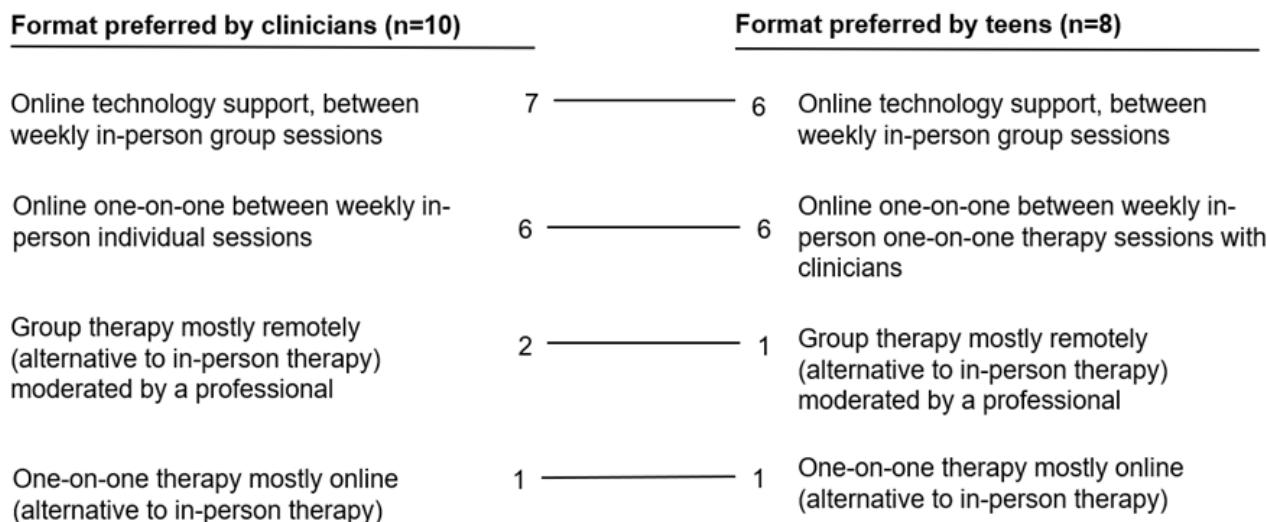 Format preferred by clinicians (n=10)
Format preferred by teens (n=8)
Online technology support, between
weekly in-person group sessions
7
6
Online technology support, between
weekly in-person group sessions
Online one-on-one between weekly in-
person individual sessions
6
6
Online one-on-one between weekly in-
person one-on-one therapy sessions with
clinicians
Group therapy mostly remotely
(alternative to in-person therapy)
moderated by a professional
2
1
Group therapy mostly remotely
(alternative to in-person therapy)
moderated by a professional
One-on-one therapy mostly online
(alternative to in-person therapy)
1
1
One-on-one therapy mostly online
(alternative to in-person therapy)